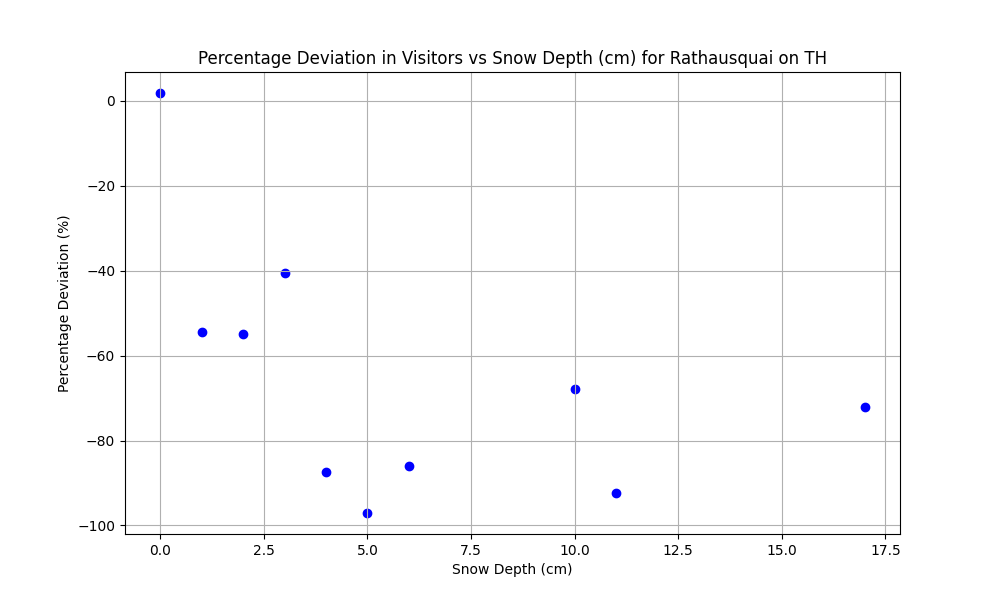 Percentage Deviation in Visitors vs Snow Depth (cm) for Rathausquai on TH
Percentage Deviation (%)
0
−20
−40
−60
−80
−100
0.0 2.5 5.0 7.5 10.0 12.5 15.0 17.5
Snow Depth (cm)